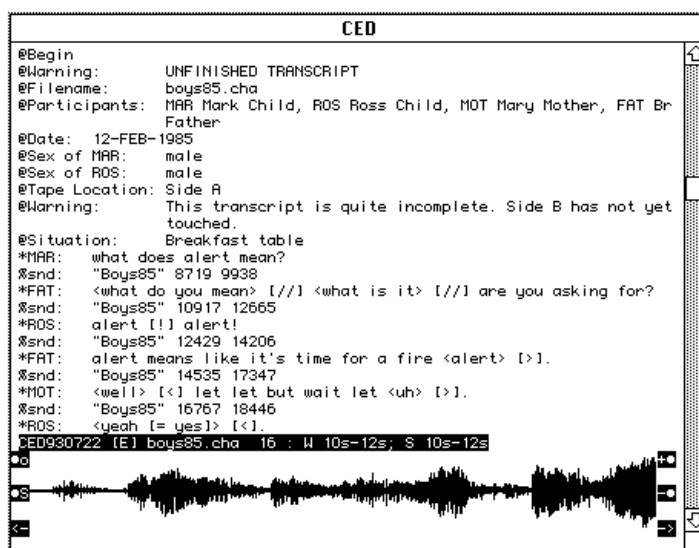 CED
@Begin
@Warning: UNFINISHED TRANSCRIPT
@Filename: boys85.cha
@Participants: MAR Mark Child, ROS Ross Child, MOT Mary Mother, FAT Br
Father
@Date: 12-FEB-1985
@Sex of MAR: male
@Sex of ROS: male
@Tape Location: Side A
@Warning: This transcript is quite incomplete. Side B has not yet
touched.
@Situation: Breakfast table
*MAR: what does alert mean?
%snd: "Boys85" 8719 9938
*FAT: <what do you mean> [//] <what is it> [//] are you asking for?
%snd: "Boys85" 10917 12665
*ROS: alert [!] alert!
%snd: "Boys85" 12429 14206
*FAT: alert means like it's time for a fire <alert> [>].
%snd: "Boys85" 14535 17347
*MOT: <well> [<] let let but wait let <uh> [>].
%snd: "Boys85" 16767 18446
*ROS: <yeah [= yes]> [<].
CED930722 [E] boys85.cha 16 : W 10s-12s; S 10s-12s
S